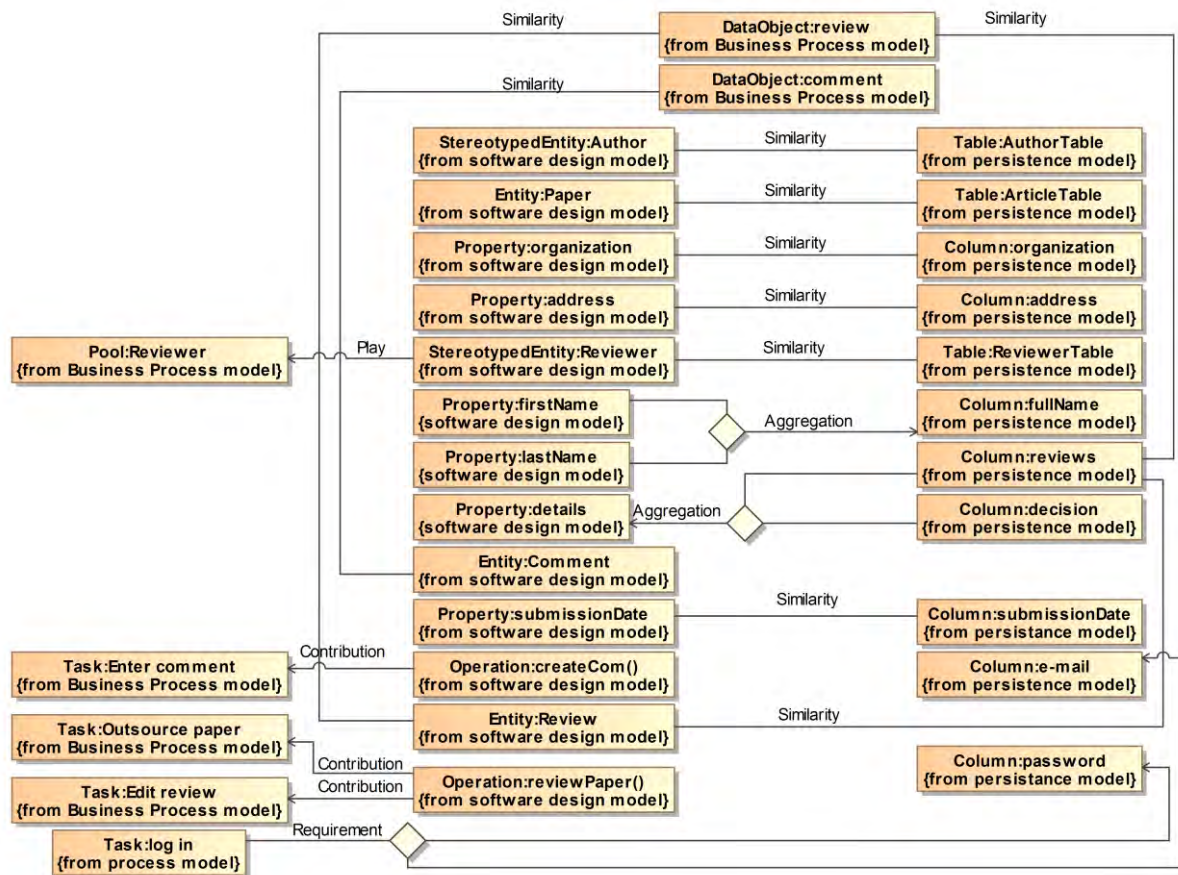 Similarity
DataObject:review
{from Business Process model}
Similarity
Similarity
DataObject:comment
{from Business Process model}
StereotypedEntity:Author
{from software design model}
Similarity
Table:AuthorTable
{from persistence model}
Entity:Paper
{from software design model}
Similarity
Table:ArticleTable
{from persistence model}
Property:organization
{from software design model}
Similarity
Column:organization
{from persistence model}
Property:address
{from software design model}
Similarity
Column:address
{from persistence model}
Pool:Reviewer
{from Business Process model}
Play
StereotypedEntity:Reviewer
{from software design model}
Similarity
Table:ReviewerTable
{from persistence model}
Property:firstName
{software design model}
Aggregation
Column:fullName
{from persistence model}
Property:lastName
{software design model}
Column:reviews
{from persistence model}
Property:details
{software design model}
Aggregation
Column:decision
{from persistence model}
Entity:Comment
{from software design model}
Property:submissionDate
{from software design model}
Similarity
Column:submissionDate
{from persistance model}
Task:Enter comment
{from Business Process model}
Contribution
Operation:createCom()
{from software design model}
Column:e-mail
{from persistence model}
Task:Outsource paper
{from Business Process model}
Entity:Review
{from software design model}
Similarity
Column:password
{from persistance model}
Contribution
Task:Edit review
{from Business Process model}
Contribution
Operation:reviewPaper()
{from software design model}
Task:log in
{from process model}
Requirement